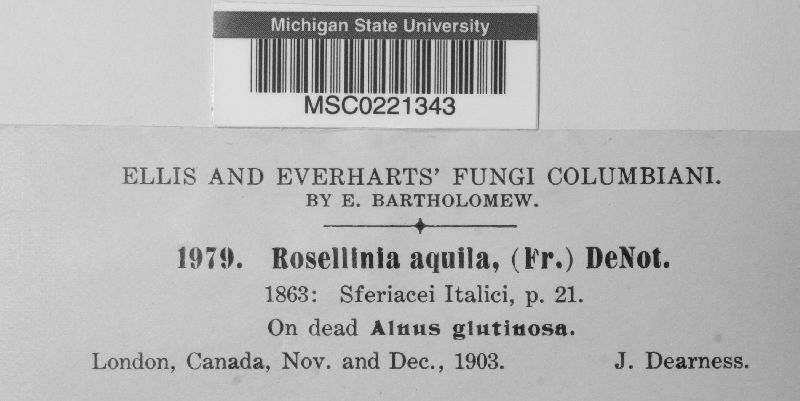 Michigan State University
MSC0221343
ELLIS AND EVERHARTS' FUNGI COLUMBIANI.
BY E. BARTHOLOMEW.
1979. Rosellinia aquila, (Fr.) DeNot.
1863: Sferiacei Italici, p. 21.
On dead Alnus glutinosa.
London, Canada, Nov. and Dec., 1903. J. Dearness.